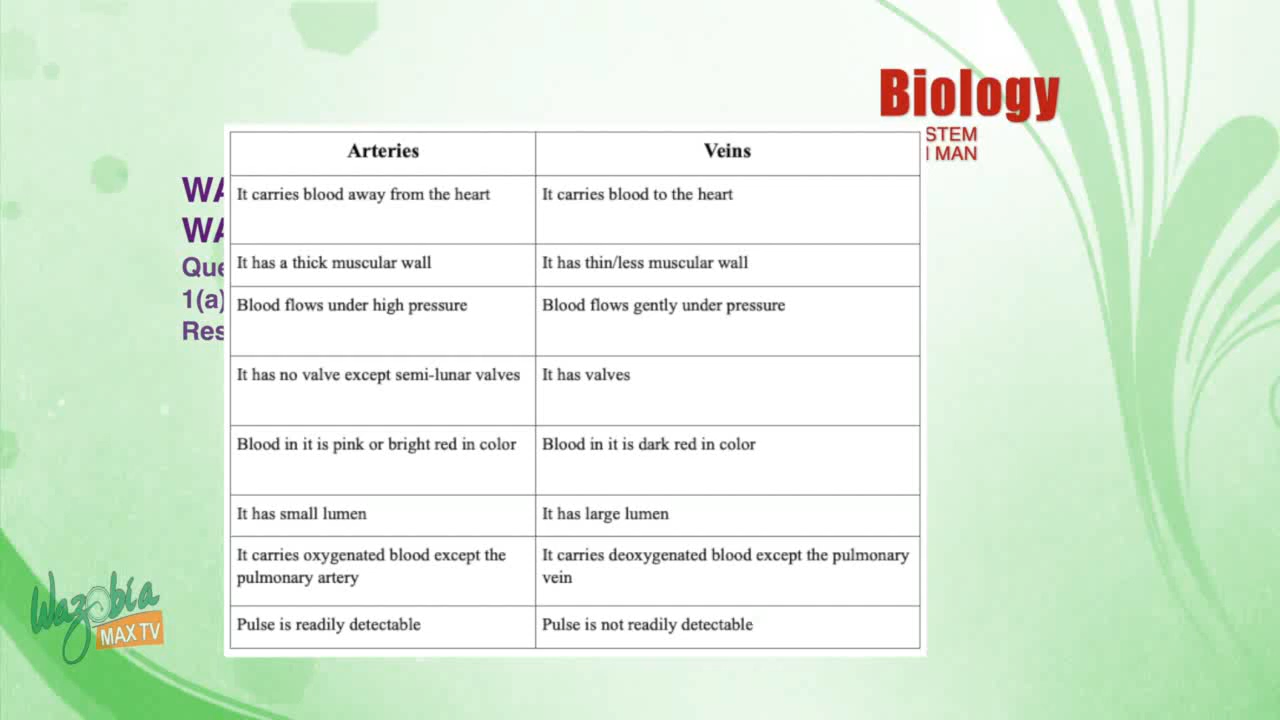 Biology
STEM
MAN
WA
WA
Que
1(a)
Res
Arteries Veins
It carries blood away from the heart It carries blood to the heart
It has a thick muscular wall It has thin/less muscular wall
Blood flows under high pressure Blood flows gently under pressure
It has no valve except semi-lunar valves It has valves
Blood in it is pink or bright red in color Blood in it is dark red in color
It has small lumen It has large lumen
It carries oxygenated blood except the It carries deoxygenated blood except the pulmonary
pulmonary artery vein
Pulse is readily detectable Pulse is not readily detectable
Wazobia
MAX TV